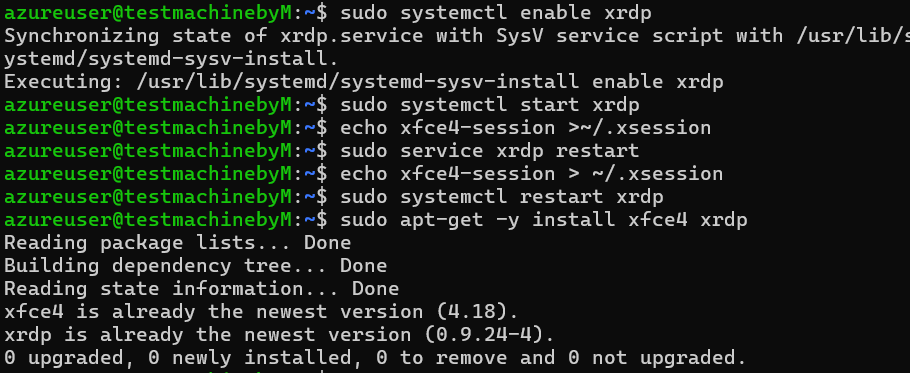 azureuser@testmachinebyM:~$ sudo systemctl enable xrdp
Synchronizing state of xrdp.service with SysV service script with /usr/lib/s
ystemd/systemd-sysv-install.
Executing: /usr/lib/systemd/systemd-sysv-install enable xrdp
azureuser@testmachinebyM:~$ sudo systemctl start xrdp
azureuser@testmachinebyM:~$ echo xfce4-session >~/.xsession
azureuser@testmachinebyM:~$ sudo service xrdp restart
azureuser@testmachinebyM:~$ echo xfce4-session > ~/.xsession
azureuser@testmachinebyM:~$ sudo systemctl restart xrdp
azureuser@testmachinebyM:~$ sudo apt-get -y install xfce4 xrdp
Reading package lists... Done
Building dependency tree... Done
Reading state information... Done
xfce4 is already the newest version (4.18).
xrdp is already the newest version (0.9.24-4).
0 upgraded, 0 newly installed, 0 to remove and 0 not upgraded.